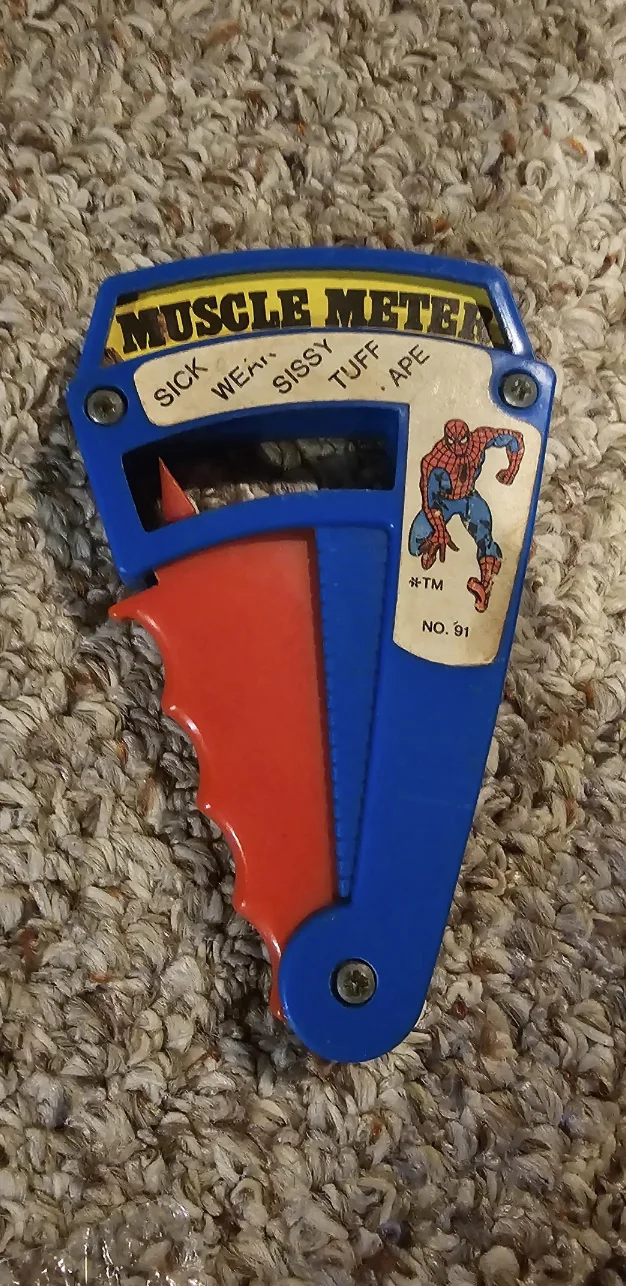 MUSCLE METER
SICK WEAK SISSY TUFF APE
*TM
NO. 91